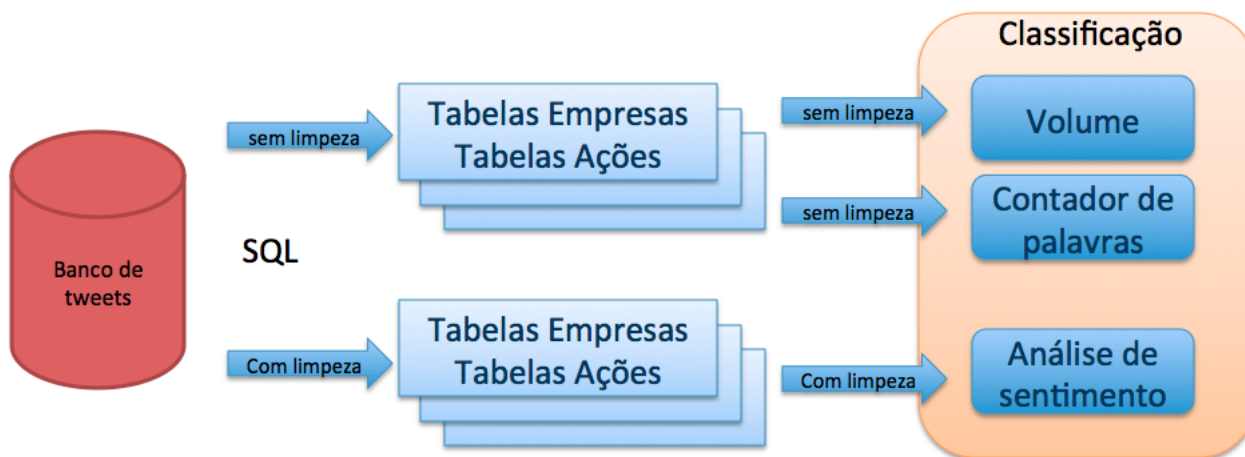 Classificação
sem limpeza
Tabelas Empresas
Tabelas Ações
sem limpeza
Volume
sem limpeza
Contador de
palavras
SQL
Banco de
tweets
Com limpeza
Tabelas Empresas
Tabelas Ações
Com limpeza
Análise de
sentimento